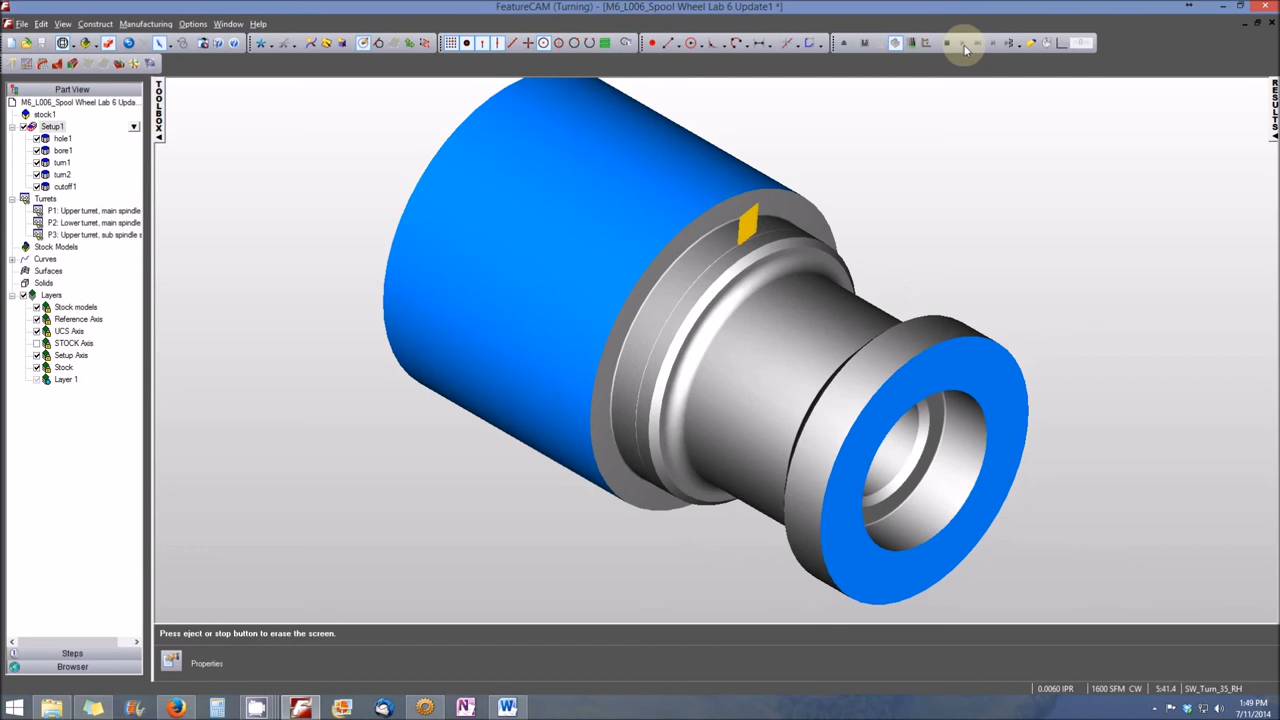 FeatureCAM (Turning) - [M6_L006_Spool Wheel Lab 6 Update1 *]
File Edit View Construct Manufacturing Options Window Help
Part View
M6_L006_Spool Wheel Lab 6 Upda...
stock1
Setup1
hole1
bore1
turn1
turn2
cutoff1
Turrets
P1: Upper turret, main spindle
P2: Lower turret, main spindle
P3: Upper turret, sub spindle s
Stock Models
Curves
Surfaces
Solids
Layers
Stock models
Reference Axis
UCS Axis
STOCK Axis
Setup Axis
Stock
Layer 1
Steps
Browser
TOOLBOX
RESULTS
Press eject or stop button to erase the screen.
Properties
0.0060 IPR 1600 SFM CW 5:41.4 SW_Turn_35_RH
1:49 PM
7/11/2014